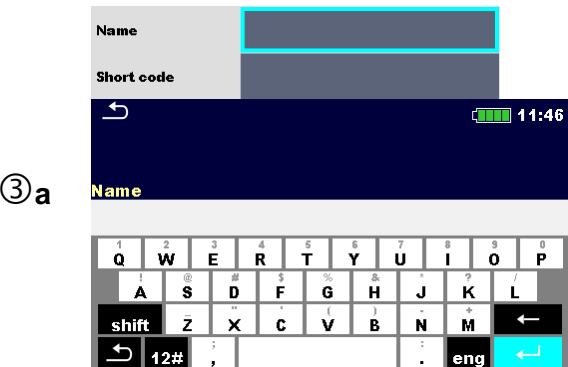 Name
Short code
11:46
③a
Name
1 2 3 4 5 6 7 8 9 0
Q W E R T Y U I O P
! @ # $ % & * ? /
A S D F G H J K L
" ' ( ) - +
shift Z X C V B N M ←
; :
12# , . eng